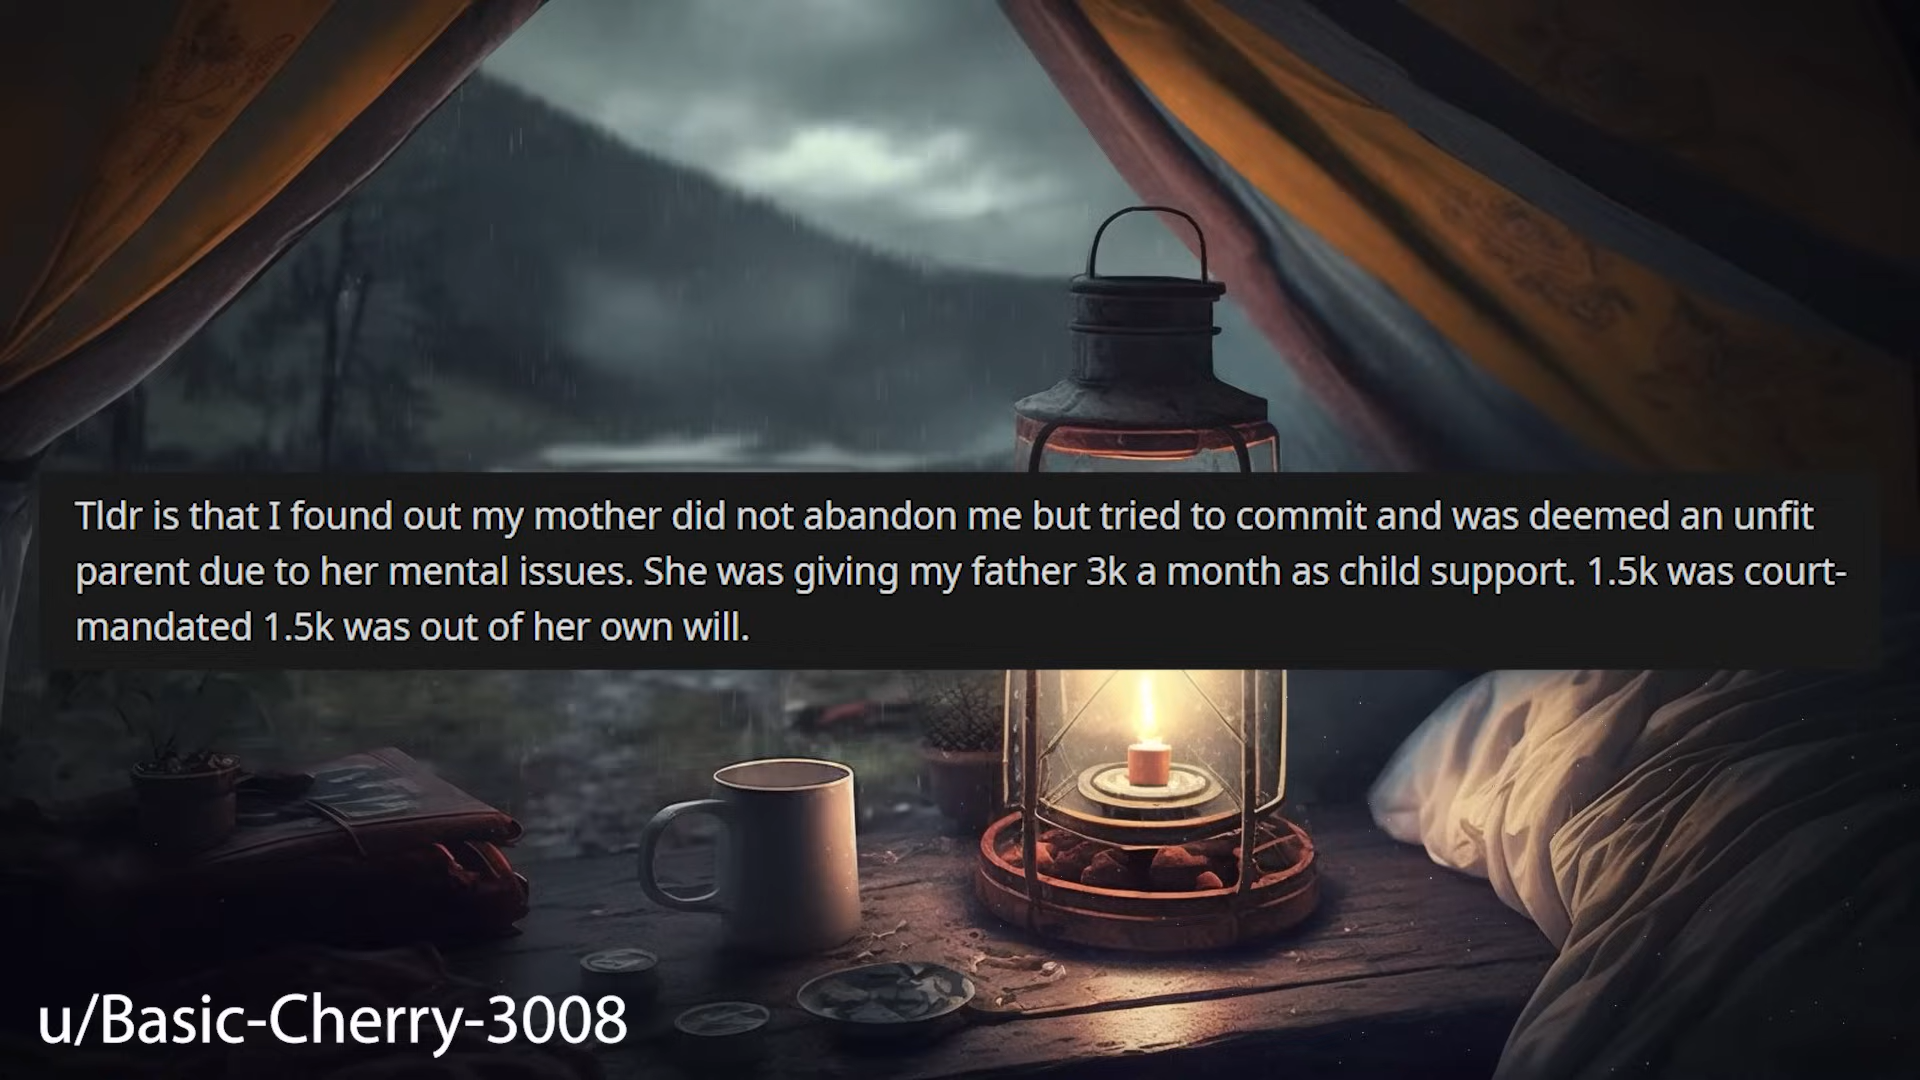 Tldr is that I found out my mother did not abandon me but tried to commit and was deemed an unfit
parent due to her mental issues. She was giving my father 3k a month as child support. 1.5k was court-
mandated 1.5k was out of her own will.
u/Basic-Cherry-3008